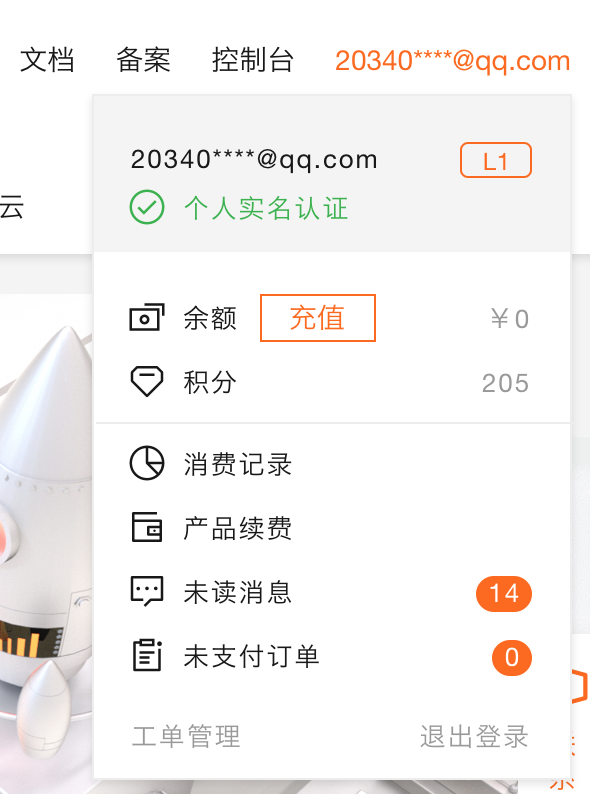 文档 备案 控制台 20340****@qq.com
20340****@qq.com L1
个人实名认证
云
余额 充值 ￥0
积分 205
消费记录
产品续费
未读消息 14
未支付订单 0
工单管理 退出登录